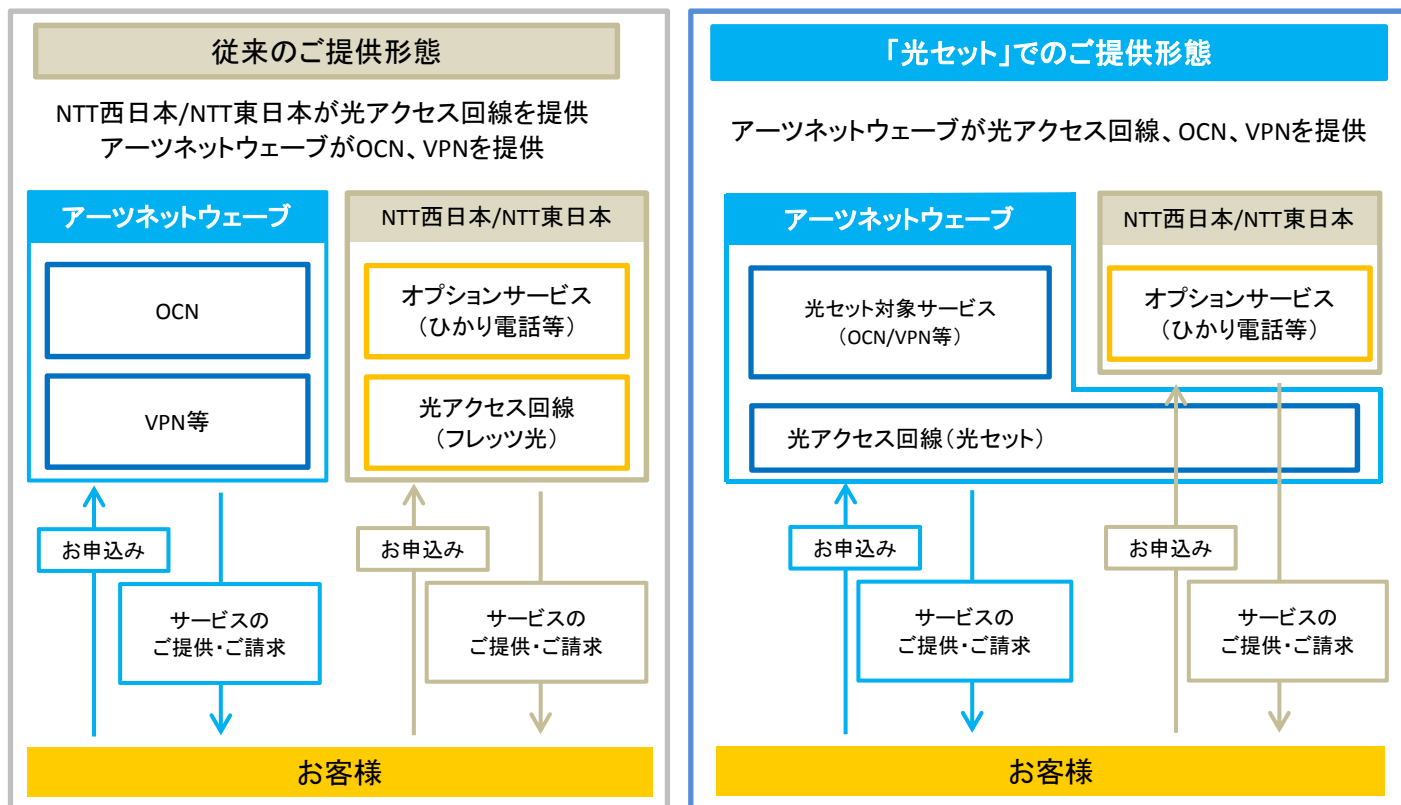 従来のご提供形態
NTT西日本/NTT東日本が光アクセス回線を提供
アーツネットウェーブがOCN、VPNを提供
アーツネットウェーブ
OCN
VPN等
NTT西日本/NTT東日本
オプションサービス
（ひかり電話等）
光アクセス回線
（フレッツ光）
お申込み
サービスの
ご提供・ご請求
お申込み
サービスの
ご提供・ご請求
お客様
「光セット」でのご提供形態
アーツネットウェーブが光アクセス回線、OCN、VPNを提供
アーツネットウェーブ
光セット対象サービス
（OCN/VPN等）
NTT西日本/NTT東日本
オプションサービス
（ひかり電話等）
光アクセス回線（光セット）
お申込み
サービスの
ご提供・ご請求
お申込み
サービスの
ご提供・ご請求
お客様